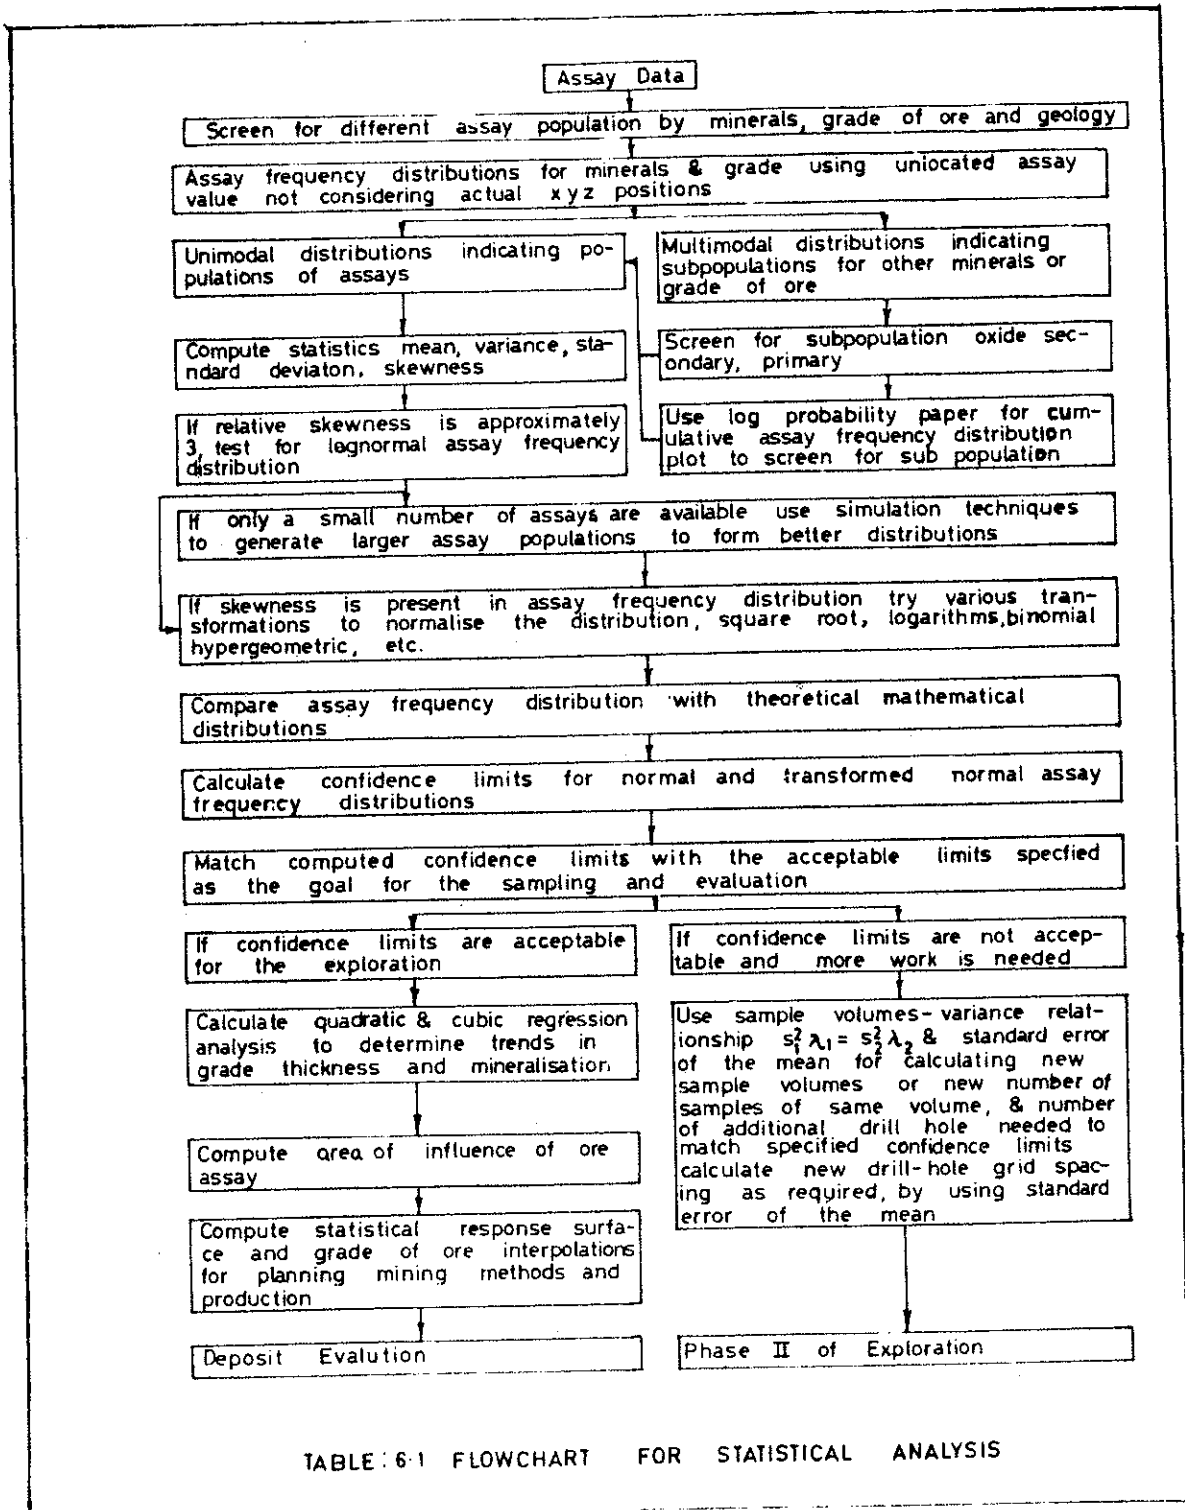 Assay Data
Screen for different assay population by minerals, grade of ore and geology
Assay frequency distributions for minerals & grade using uniocated assay
value not considering actual x y z positions
Unimodal distributions indicating po-
pulations of assays
Multimodal distributions indicating
subpopulations for other minerals or
grade of ore
Compute statistics mean, variance, sta-
ndard deviaton, skewness
Screen for subpopulation oxide sec-
ondary, primary
If relative skewness is approximately
3, test for lognormal assay frequency
distribution
Use log probability paper for cum-
ulative assay frequency distribution
plot to screen for sub population
If only a small number of assays are available use simulation techniques
to generate larger assay populations to form better distributions
If skewness is present in assay frequency distribution try various tran-
sformations to normalise the distribution, square root, logarithms, binomial
hypergeometric, etc.
Compare assay frequency distribution with theoretical mathematical
distributions
Calculate confidence limits for normal and transformed normal assay
frequency distributions
Match computed confidence limits with the acceptable limits specfied
as the goal for the sampling and evaluation
If confidence limits are acceptable
for the exploration
If confidence limits are not accep-
table and more work is needed
Calculate quadratic & cubic regression
analysis to determine trends in
grade thickness and mineralisation
Use sample volumes-variance relat-
ionship s₁²λ₁ = s₂²λ₂ & standard error
of the mean for calculating new
sample volumes or new number of
samples of same volume, & number
of additional drill hole needed to
match specified confidence limits
calculate new drill-hole grid spac-
ing as required, by using standard
error of the mean
Compute area of influence of ore
assay
Compute statistical response surfa-
ce and grade of ore interpolations
for planning mining methods and
production
Deposit Evalution
Phase II of Exploration
TABLE : 6·1 FLOWCHART FOR STATISTICAL ANALYSIS